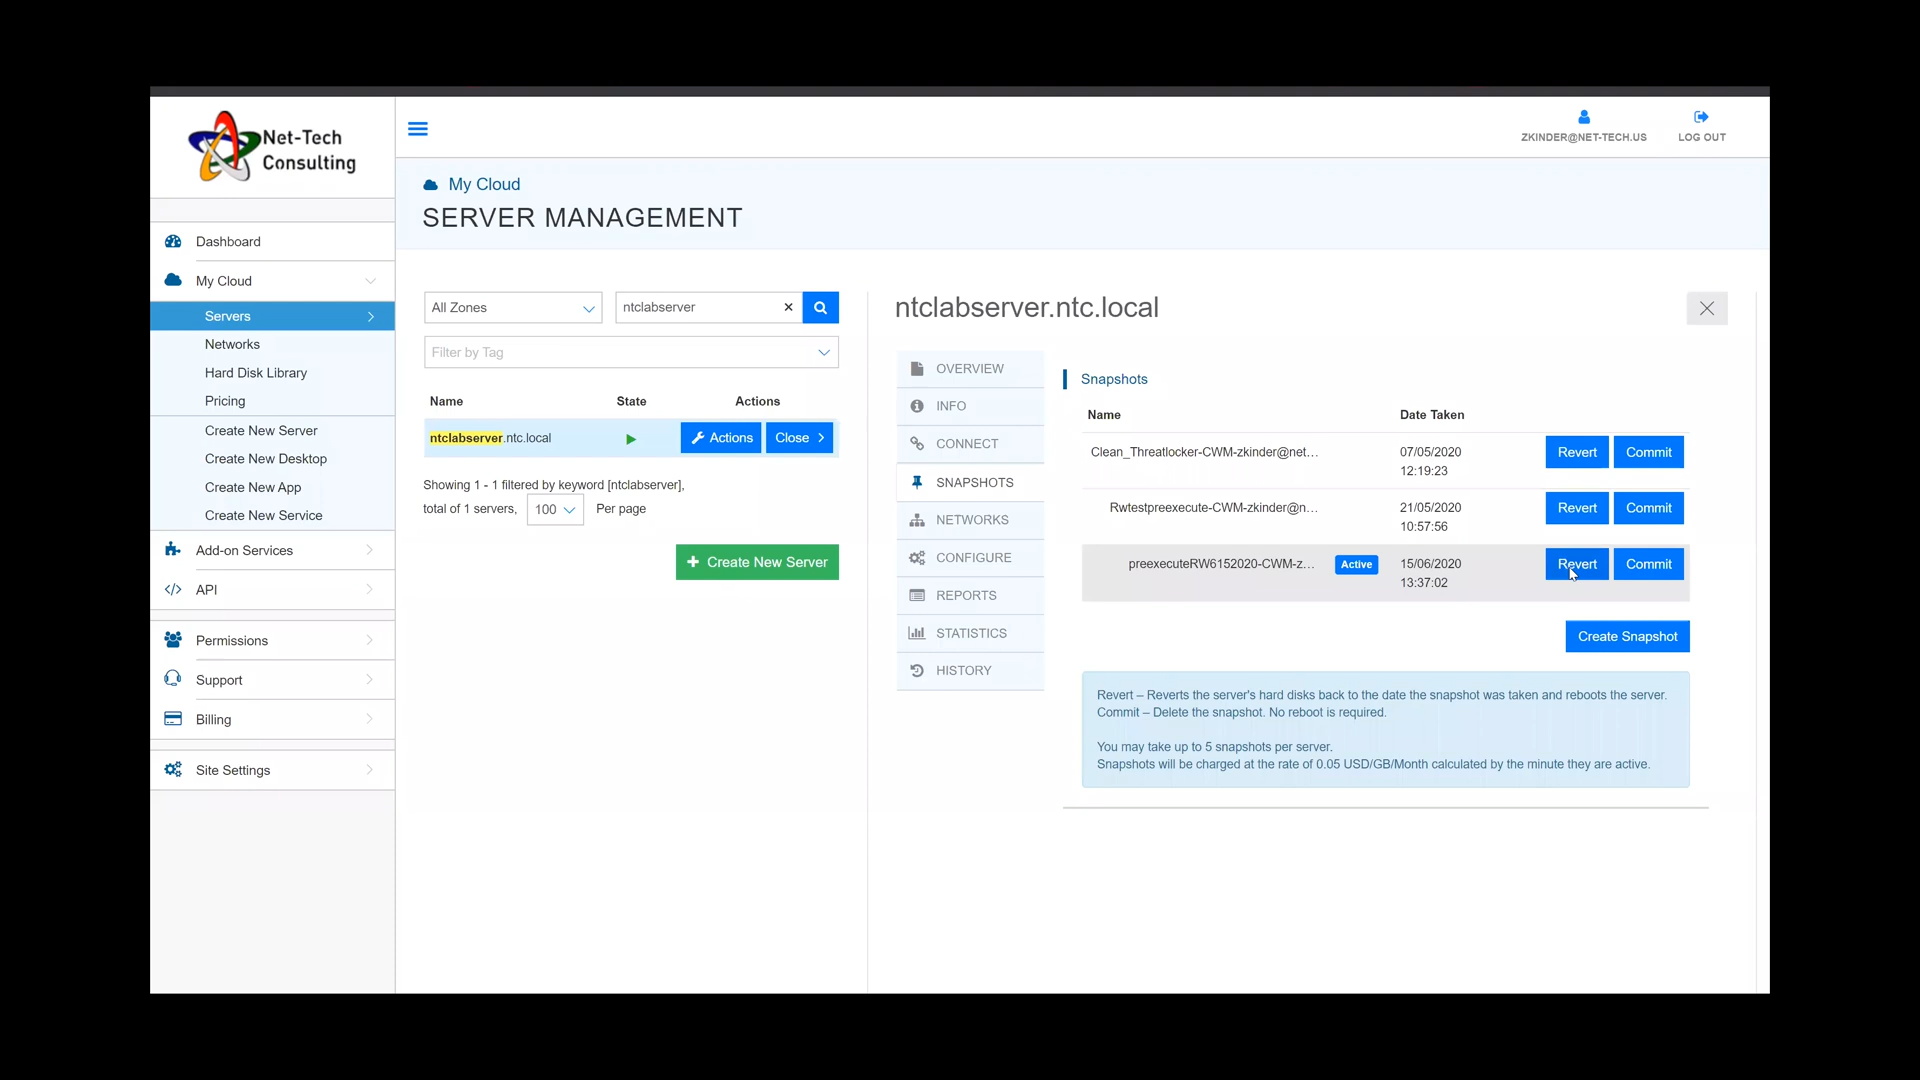 Net-Tech
Consulting
ZKINDER@NET-TECH.US
LOG OUT
My Cloud
SERVER MANAGEMENT
Dashboard
My Cloud
Servers
Networks
Hard Disk Library
Pricing
Create New Server
Create New Desktop
Create New App
Create New Service
Add-on Services
API
Permissions
Support
Billing
Site Settings
All Zones
ntclabserver
Filter by Tag
Name State Actions
ntclabserver.ntc.local Actions Close
Showing 1 - 1 filtered by keyword [ntclabserver],
total of 1 servers, 100 Per page
+ Create New Server
ntclabserver.ntc.local
OVERVIEW
INFO
CONNECT
SNAPSHOTS
NETWORKS
CONFIGURE
REPORTS
STATISTICS
HISTORY
Snapshots
Name Date Taken
Clean_Threatlocker-CWM-zkinder@net... 07/05/2020 Revert Commit
12:19:23
Rwtestpreexecute-CWM-zkinder@n... 21/05/2020 Revert Commit
10:57:56
preexecuteRW6152020-CWM-z... Active 15/06/2020 Revert Commit
13:37:02
Create Snapshot
Revert – Reverts the server's hard disks back to the date the snapshot was taken and reboots the server.
Commit – Delete the snapshot. No reboot is required.
You may take up to 5 snapshots per server.
Snapshots will be charged at the rate of 0.05 USD/GB/Month calculated by the minute they are active.